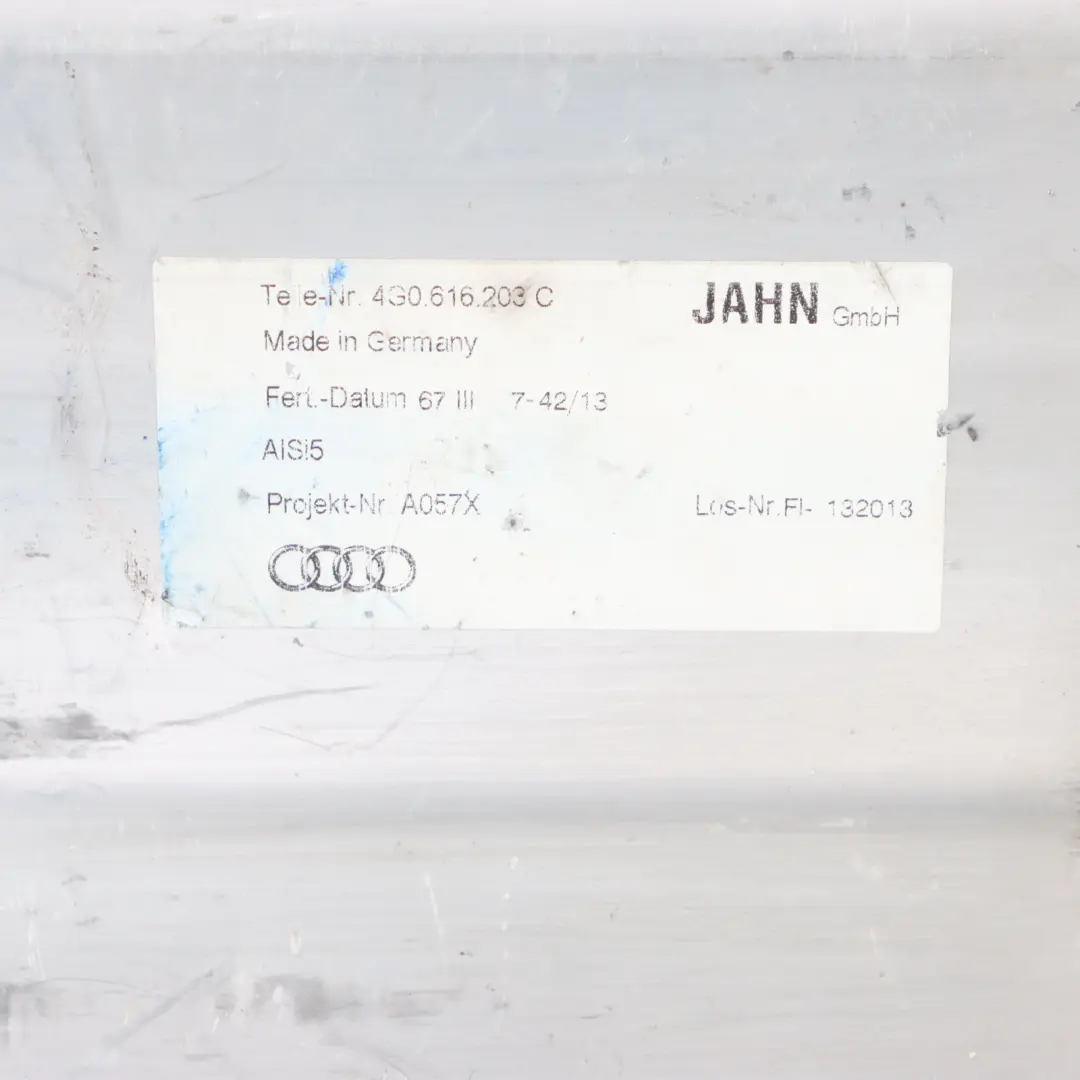 Teile-Nr. 4G0.616.203 C
JAHN GmbH
Made in Germany
Fert.-Datum 67 III 7-42/13
AlSi5
Projekt-Nr A057X
Los-Nr.Fl- 132013